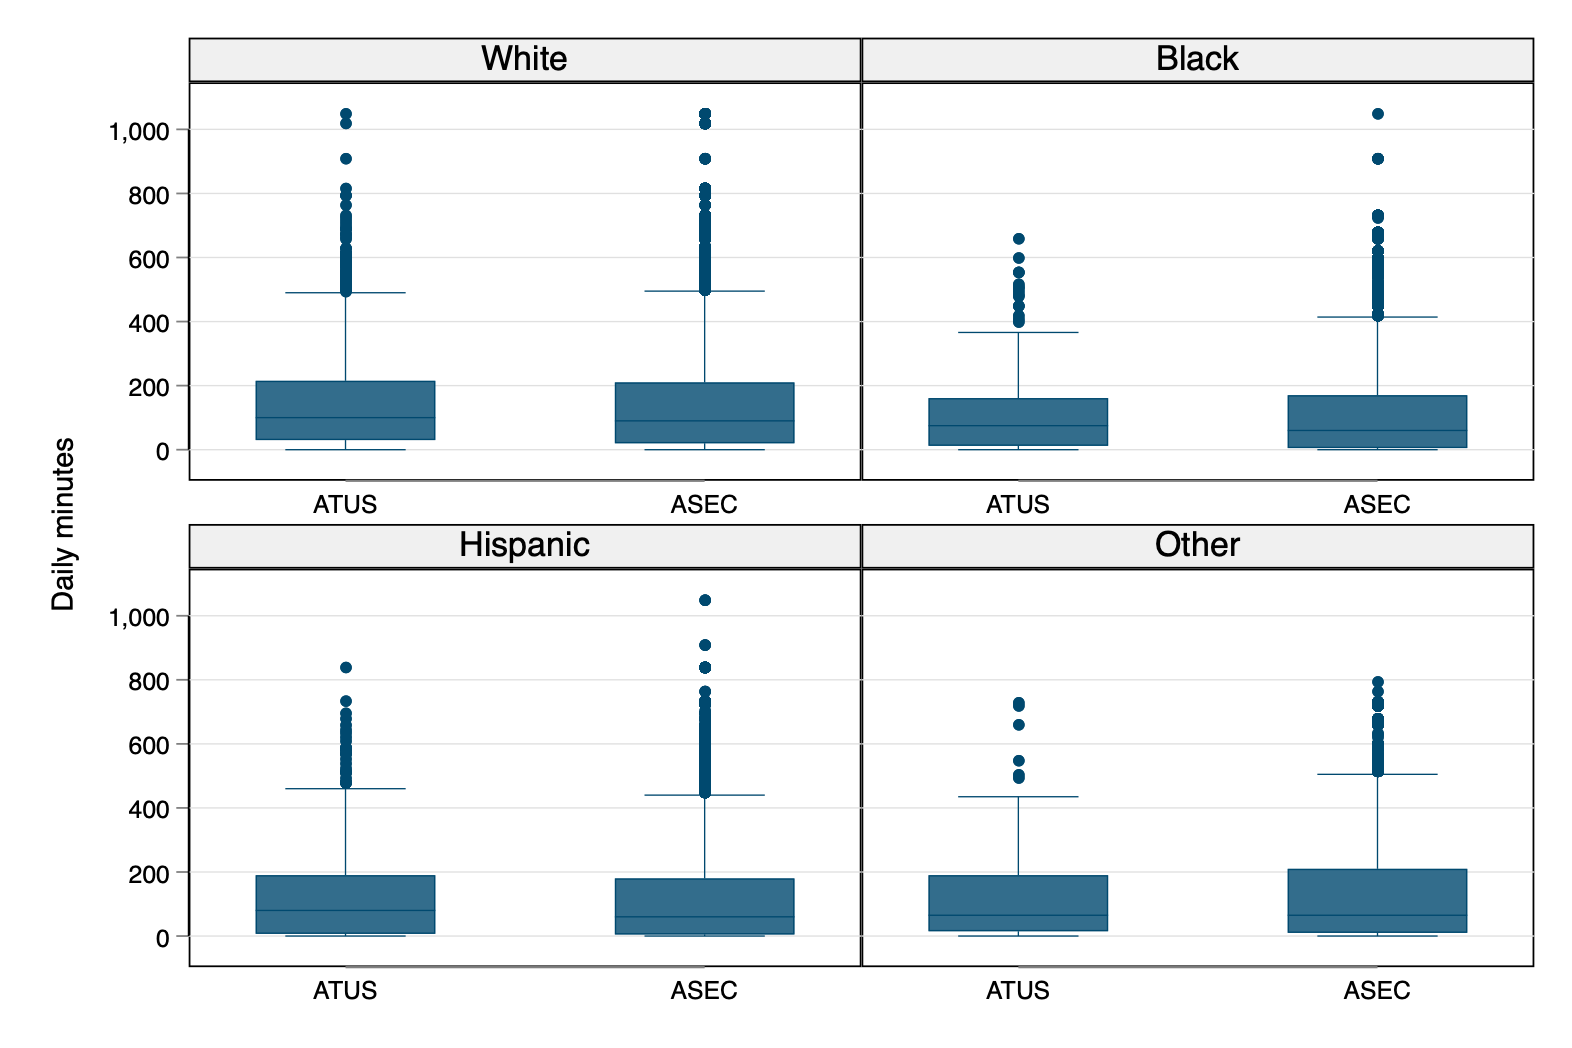 White
Black
1,000
800
600
400
200
0
ATUS
ASEC
ATUS
ASEC
Daily minutes
Hispanic
Other
1,000
800
600
400
200
0
ATUS
ASEC
ATUS
ASEC